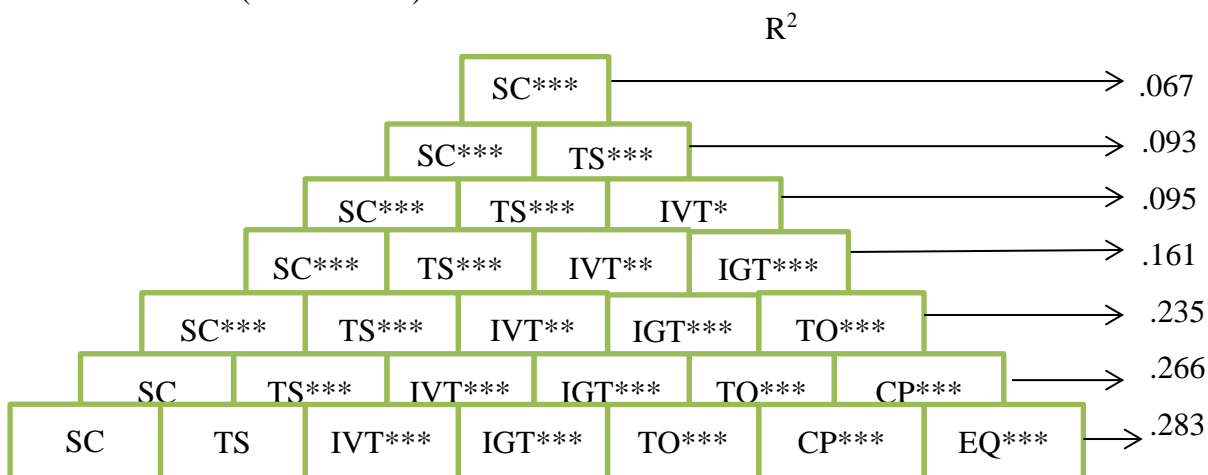 R²
SC*** .067
SC*** TS*** .093
SC*** TS*** IVT* .095
SC*** TS*** IVT** IGT*** .161
SC*** TS*** IVT** IGT*** TO*** .235
SC TS*** IVT*** IGT*** TO*** CP*** .266
SC TS IVT*** IGT*** TO*** CP*** EQ*** .283